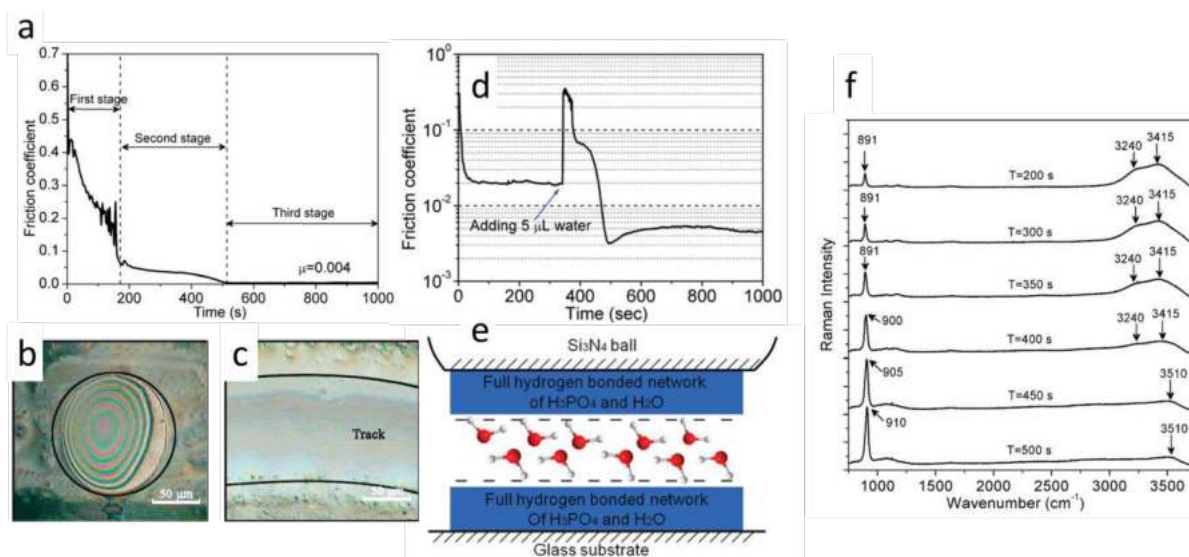 a
0.7
0.6
0.5
0.4
0.3
0.2
0.1
0.0
Friction coefficient
First stage
Second stage
Third stage
μ=0.004
0 200 400 600 800 1000
Time (s)
d
10⁰
10⁻¹
10⁻²
10⁻³
Friction coefficient
Adding 5 μL water
0 200 400 600 800 1000
Time (sec)
b
50 μm
c
Track
e
Si₃N₄ ball
Full hydrogen bonded network
of H₃PO₄ and H₂O
Full hydrogen bonded network
Of H₃PO₄ and H₂O
Glass substrate
f
Raman Intensity
891 T=200 s 3240 3415
891 T=300 s 3240 3415
891 T=350 s 3240 3415
900 T=400 s 3240 3415
905 T=450 s 3510
910 T=500 s 3510
1000 1500 2000 2500 3000 3500
Wavenumber (cm⁻¹)